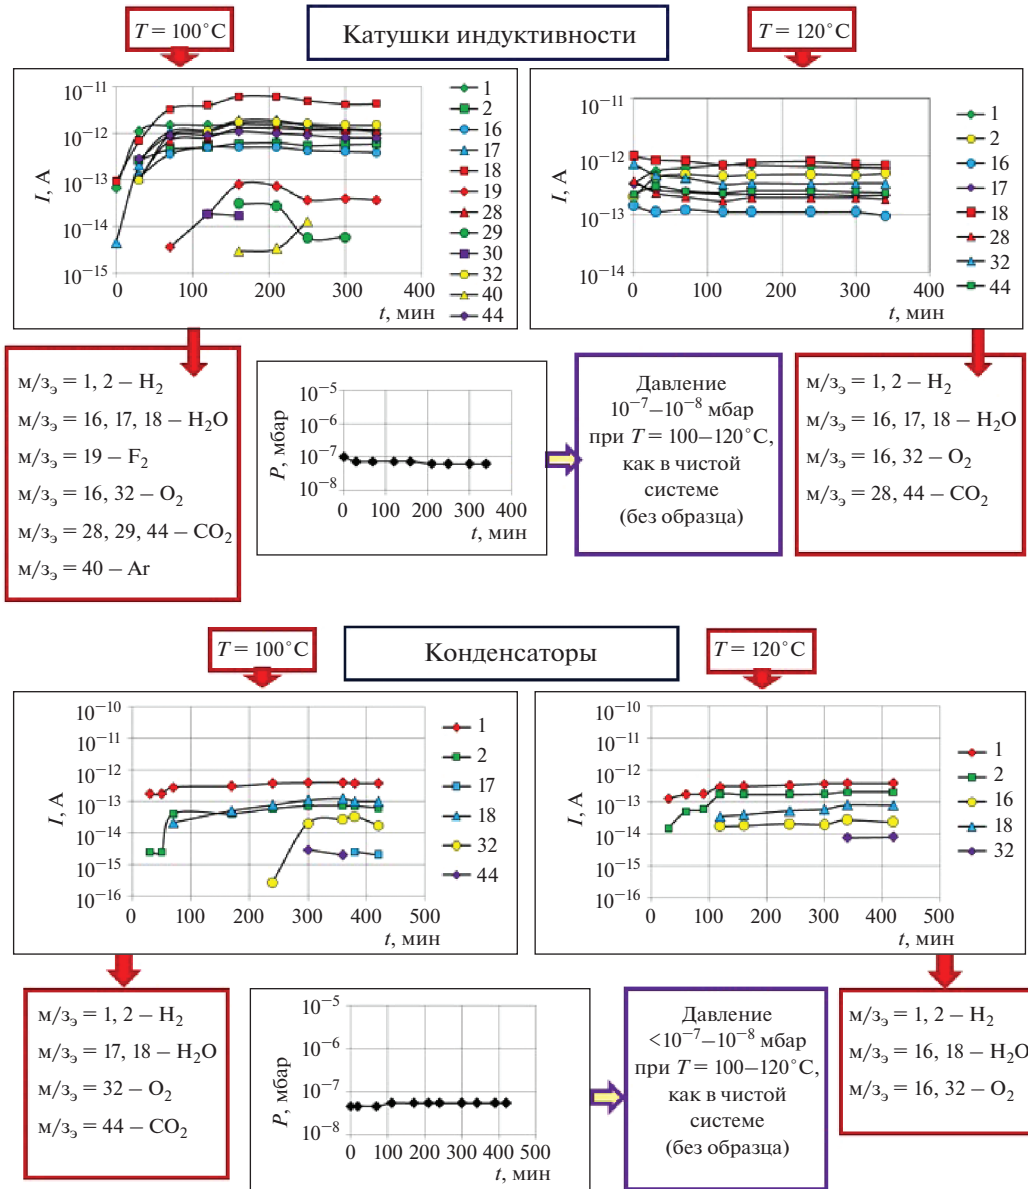 T = 100°C
Катушки индуктивности
T = 120°C
I, А
10⁻¹¹
10⁻¹²
10⁻¹³
10⁻¹⁴
10⁻¹⁵
0 100 200 300 400
t, мин
1
2
16
17
18
19
28
29
30
32
40
44
I, А
10⁻¹¹
10⁻¹²
10⁻¹³
10⁻¹⁴
0 100 200 300 400
t, мин
1
2
16
17
18
28
32
44
м/зэ = 1, 2 – H₂
м/зэ = 16, 17, 18 – H₂O
м/зэ = 19 – F₂
м/зэ = 16, 32 – O₂
м/зэ = 28, 29, 44 – CO₂
м/зэ = 40 – Ar
P, мбар
10⁻⁵
10⁻⁶
10⁻⁷
10⁻⁸
0 100 200 300 400
t, мин
Давление
10⁻⁷–10⁻⁸ мбар
при T = 100–120°C,
как в чистой
системе
(без образца)
м/зэ = 1, 2 – H₂
м/зэ = 16, 17, 18 – H₂O
м/зэ = 16, 32 – O₂
м/зэ = 28, 44 – CO₂
T = 100°C
Конденсаторы
T = 120°C
I, А
10⁻¹⁰
10⁻¹¹
10⁻¹²
10⁻¹³
10⁻¹⁴
10⁻¹⁵
10⁻¹⁶
0 100 200 300 400 500
t, мин
1
2
17
18
32
44
I, А
10⁻¹⁰
10⁻¹¹
10⁻¹²
10⁻¹³
10⁻¹⁴
10⁻¹⁵
10⁻¹⁶
0 100 200 300 400 500
t, мин
1
2
16
18
32
м/зэ = 1, 2 – H₂
м/зэ = 17, 18 – H₂O
м/зэ = 32 – O₂
м/зэ = 44 – CO₂
P, мбар
10⁻⁵
10⁻⁶
10⁻⁷
10⁻⁸
0 100 200 300 400 500
t, мин
Давление
<10⁻⁷–10⁻⁸ мбар
при T = 100–120°C,
как в чистой
системе
(без образца)
м/зэ = 1, 2 – H₂
м/зэ = 16, 18 – H₂O
м/зэ = 16, 32 – O₂